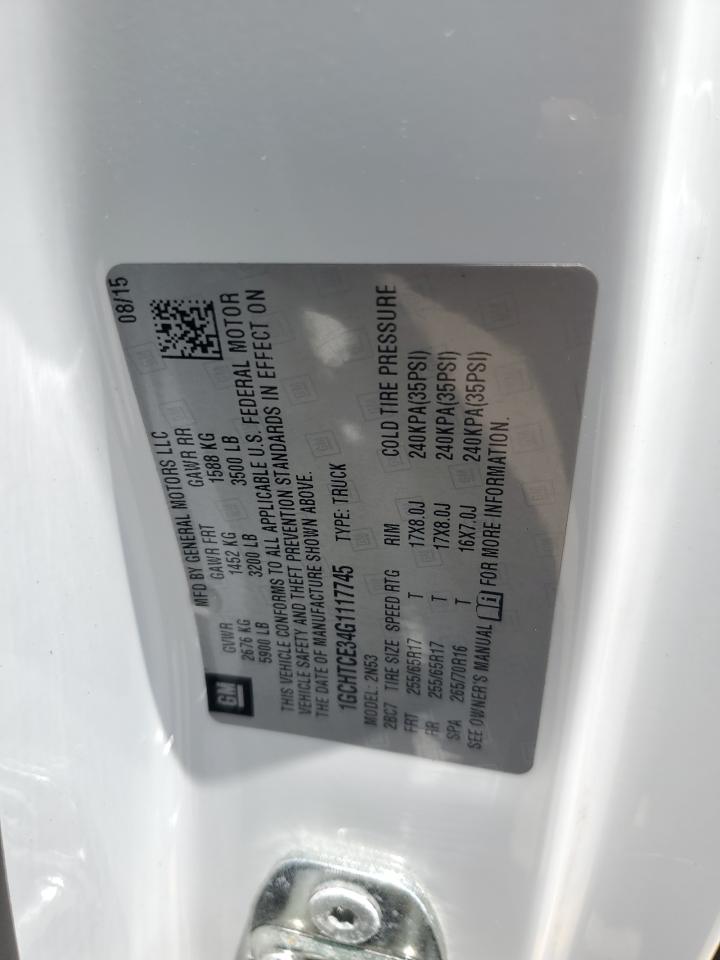 08/15
MFD BY GENERAL MOTORS LLC
GM
GVWR GAWR FRT GAWR RR
2676 KG 1452 KG 1588 KG
5900 LB 3200 LB 3500 LB
THIS VEHICLE CONFORMS TO ALL APPLICABLE U.S. FEDERAL MOTOR
VEHICLE SAFETY AND THEFT PREVENTION STANDARDS IN EFFECT ON
THE DATE OF MANUFACTURE SHOWN ABOVE.
1GCHTCE34G1117745 TYPE: TRUCK
MODEL: 2N53
2BC7 TIRE SIZE SPEED RTG RIM COLD TIRE PRESSURE
FRT 255/65R17 T 17X8.0J 240KPA(35PSI)
RR 255/65R17 T 17X8.0J 240KPA(35PSI)
SPA 265/70R16 T 16X7.0J 240KPA(35PSI)
SEE OWNER'S MANUAL FOR MORE INFORMATION.